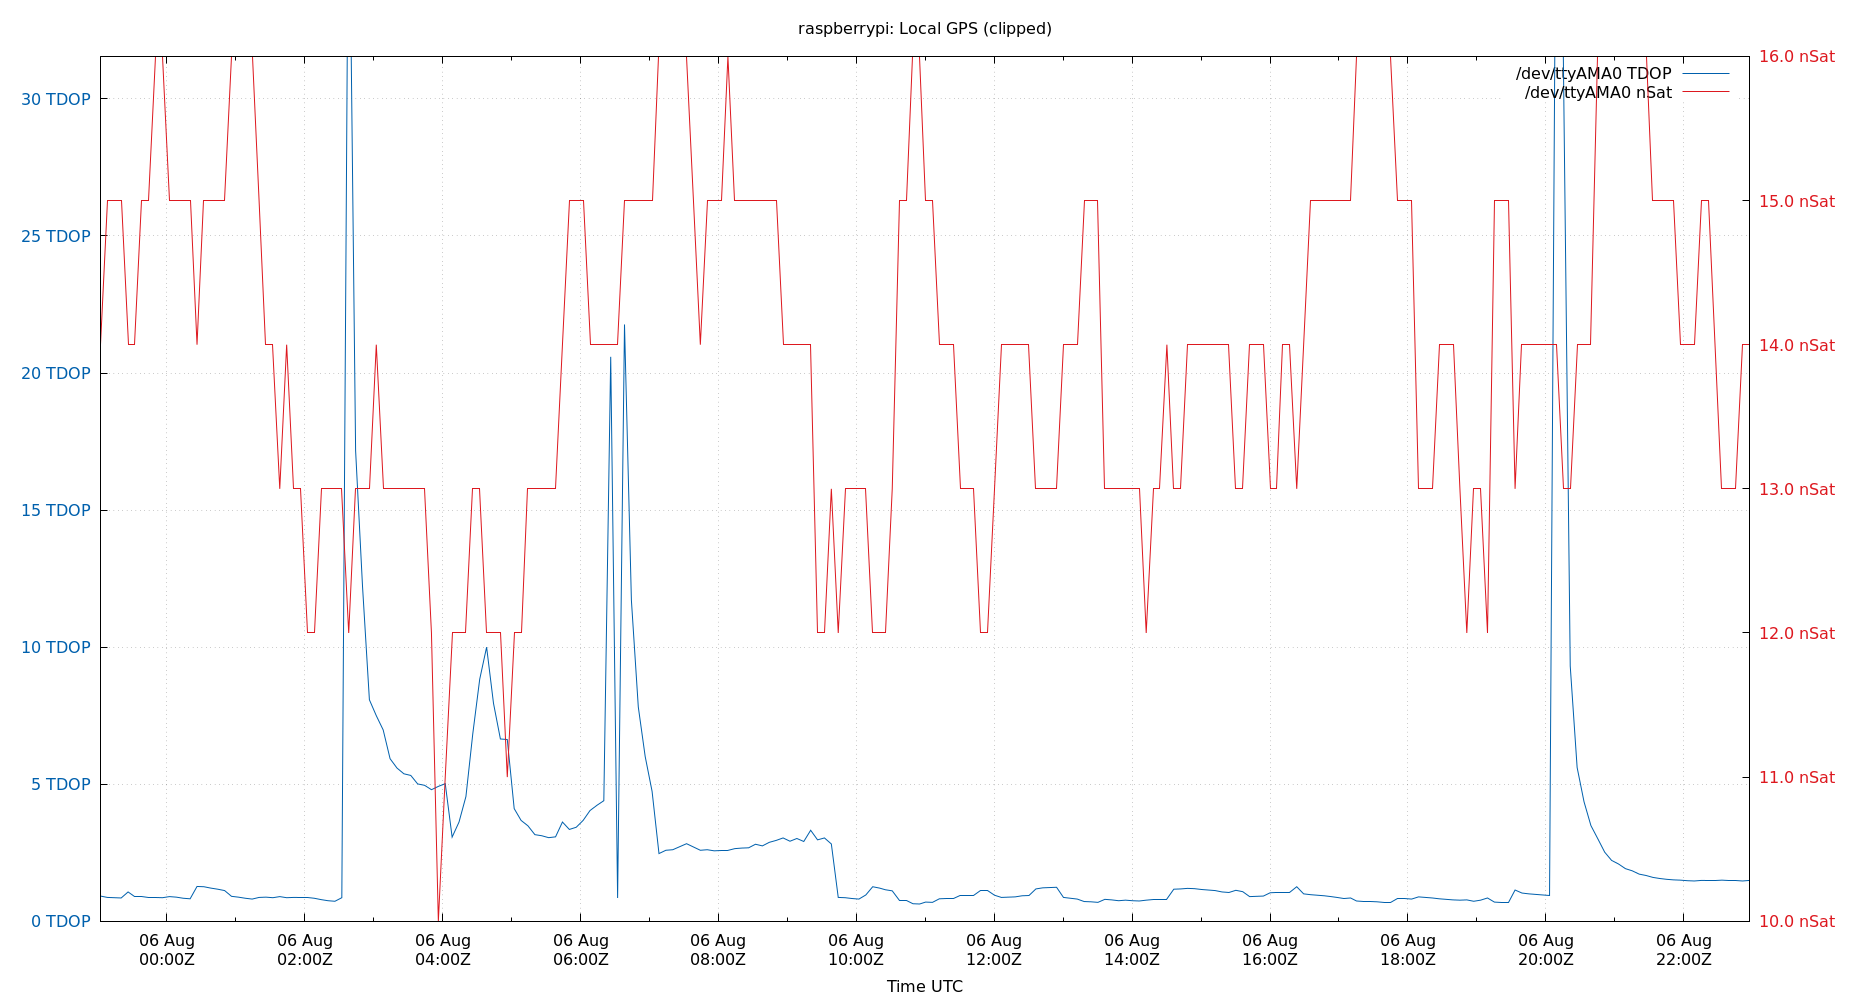 raspberrypi: Local GPS (clipped)
/dev/ttyAMA0 TDOP
/dev/ttyAMA0 nSat
30 TDOP
25 TDOP
20 TDOP
15 TDOP
10 TDOP
5 TDOP
0 TDOP
16.0 nSat
15.0 nSat
14.0 nSat
13.0 nSat
12.0 nSat
11.0 nSat
10.0 nSat
06 Aug
00:00Z
06 Aug
02:00Z
06 Aug
04:00Z
06 Aug
06:00Z
06 Aug
08:00Z
06 Aug
10:00Z
06 Aug
12:00Z
06 Aug
14:00Z
06 Aug
16:00Z
06 Aug
18:00Z
06 Aug
20:00Z
06 Aug
22:00Z
Time UTC